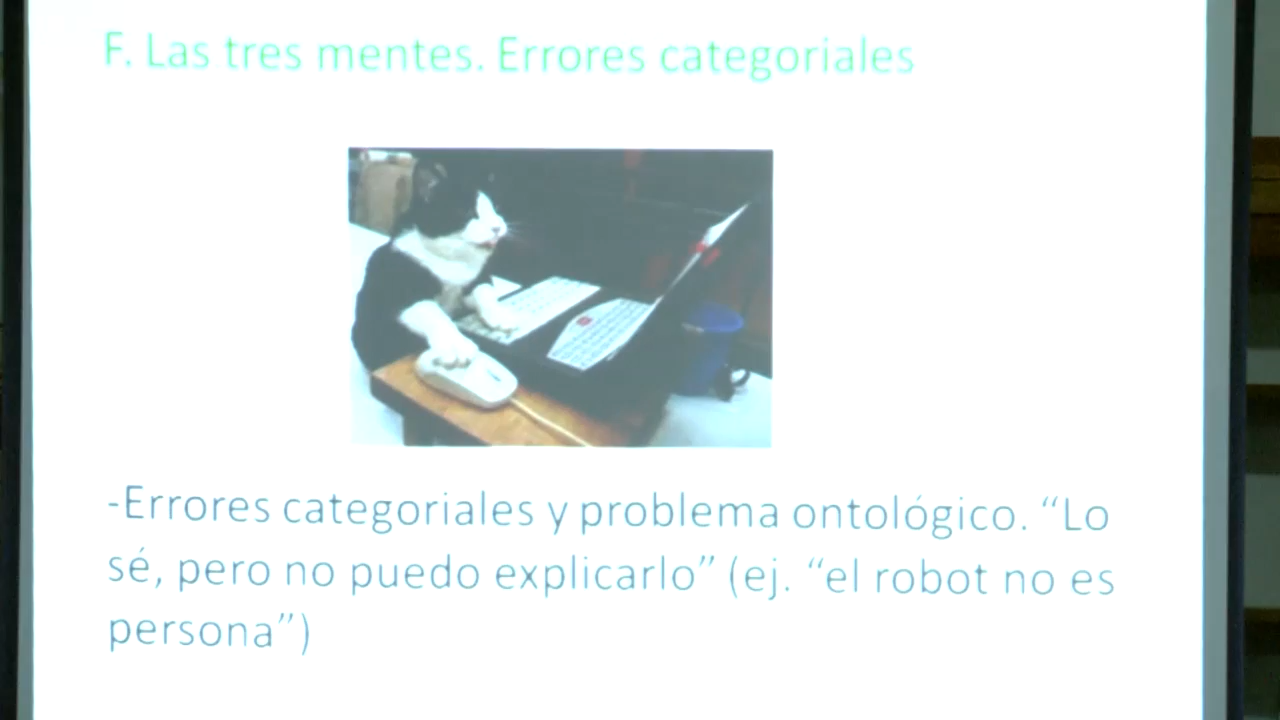 F. Las tres mentes. Errores categoriales
-Errores categoriales y problema ontológico. “Lo
sé, pero no puedo explicarlo” (ej. “el robot no es
persona”)